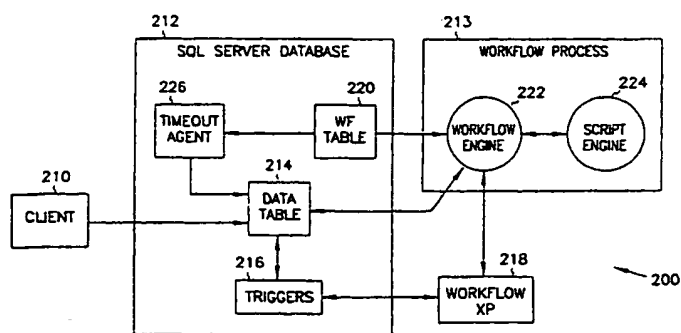 212
SQL SERVER DATABASE
213
WORKFLOW PROCESS
226
TIMEOUT
AGENT
220
WF
TABLE
222
WORKFLOW
ENGINE
224
SCRIPT
ENGINE
210
CLIENT
214
DATA
TABLE
216
TRIGGERS
218
WORKFLOW
XP
200